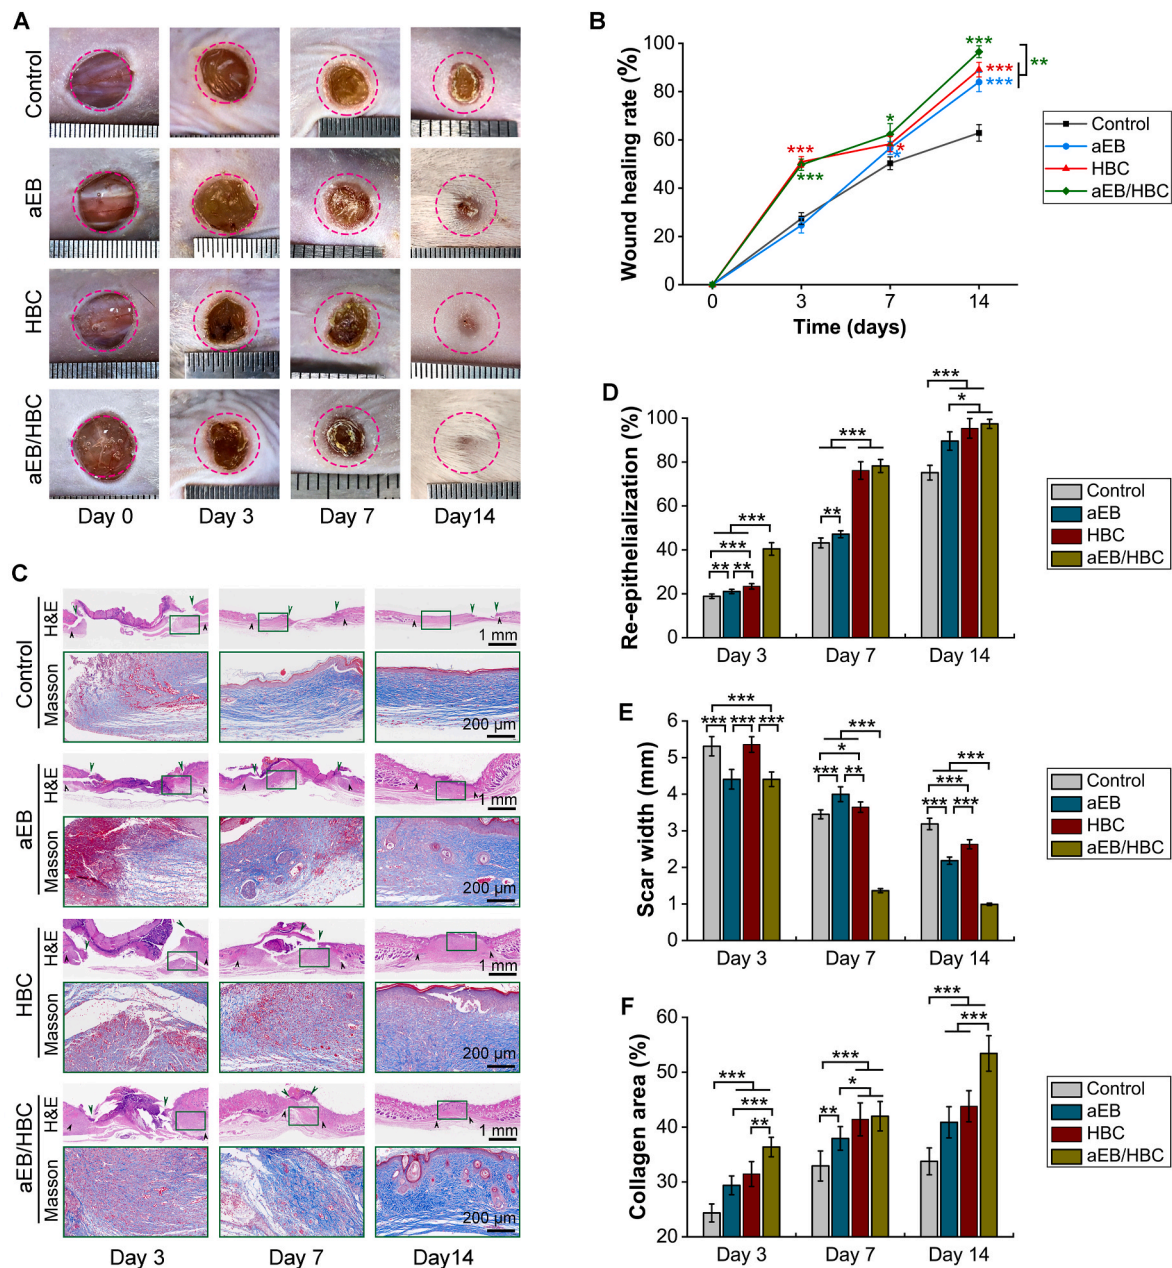 A
Control
aEB
HBC
aEB/HBC
Day 0
Day 3
Day 7
Day14
B
Wound healing rate (%)
100
80
60
40
20
0
0
3
7
14
Time (days)
***
***
***
**
*
*
*
***
***
Control
aEB
HBC
aEB/HBC
C
Control
H&E
1 mm
Masson
200 μm
aEB
H&E
1 mm
Masson
200 μm
HBC
H&E
1 mm
Masson
200 μm
aEB/HBC
H&E
1 mm
Masson
200 μm
Day 3
Day 7
Day14
D
Re-epithelialization (%)
100
80
60
40
20
0
***
***
** **
***
**
***
*
Day 3
Day 7
Day 14
Control
aEB
HBC
aEB/HBC
E
Scar width (mm)
6
5
4
3
2
1
0
***
*** *** ***
***
*
*** **
***
***
*** ***
Day 3
Day 7
Day 14
Control
aEB
HBC
aEB/HBC
F
Collagen area (%)
60
50
40
30
20
***
***
**
***
*
**
***
***
Day 3
Day 7
Day 14
Control
aEB
HBC
aEB/HBC